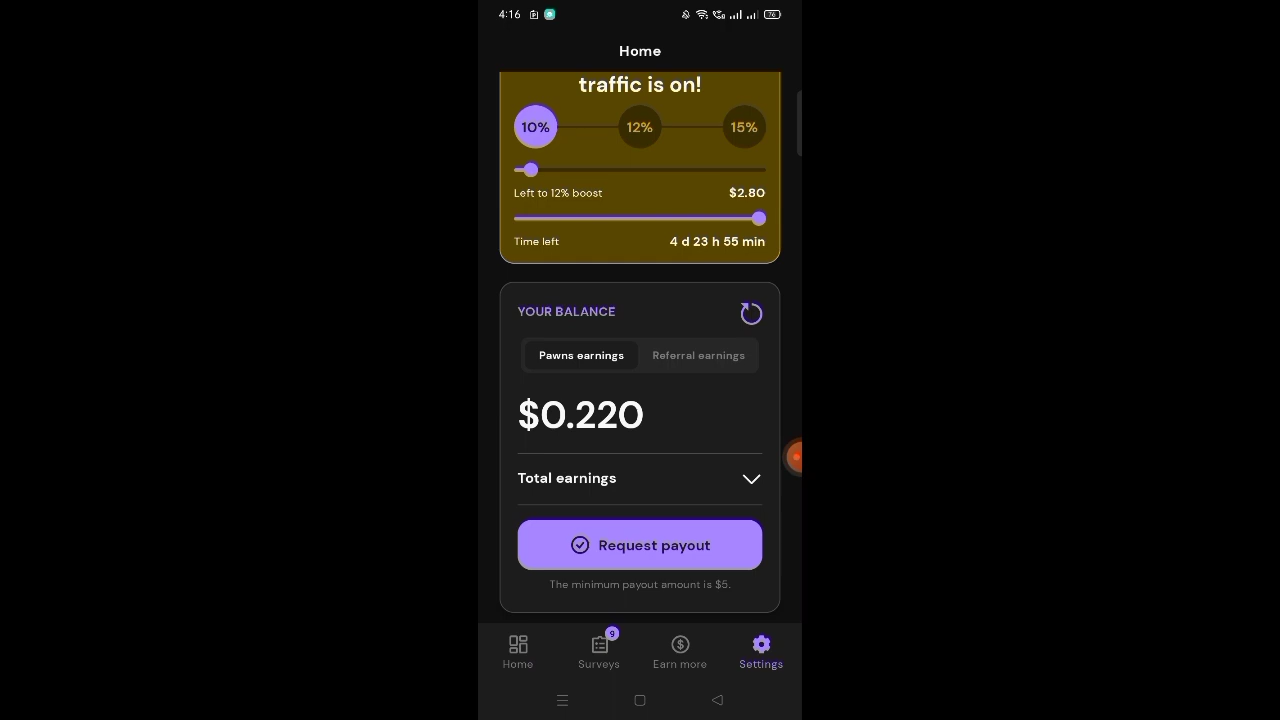 4:16
76
Home
traffic is on!
10% 12% 15%
Left to 12% boost $2.80
Time left 4 d 23 h 55 min
YOUR BALANCE
Pawns earnings Referral earnings
$0.220
Total earnings
Request payout
The minimum payout amount is $5.
9
Home Surveys Earn more Settings